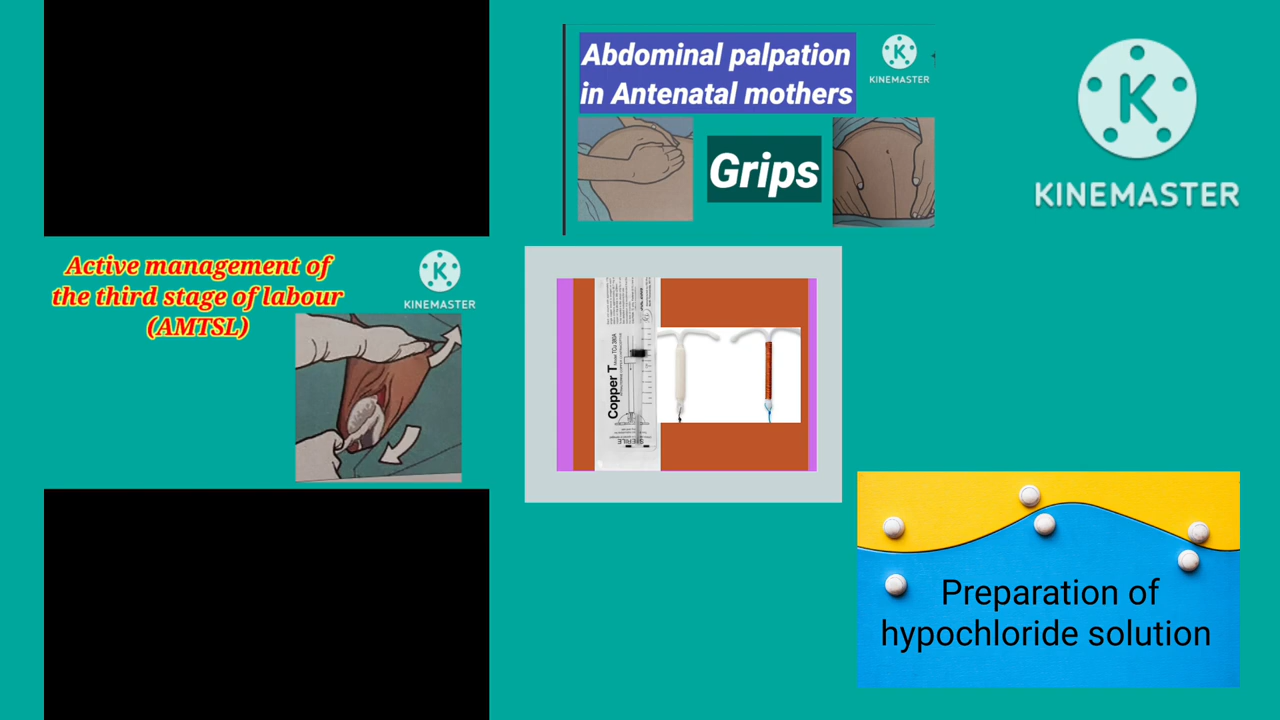 Abdominal palpation
in Antenatal mothers
K
KINEMASTER
Grips
K
KINEMASTER
Active management of
the third stage of labour
(AMTSL)
K
KINEMASTER
Copper T
STERILE
Preparation of
hypochloride solution